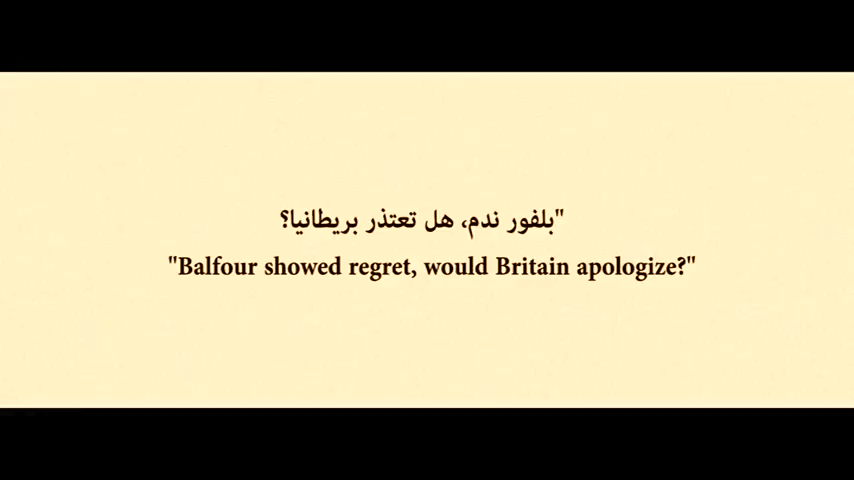 "بلفور ندم، هل تعتذر بريطانيا؟
"Balfour showed regret, would Britain apologize?"